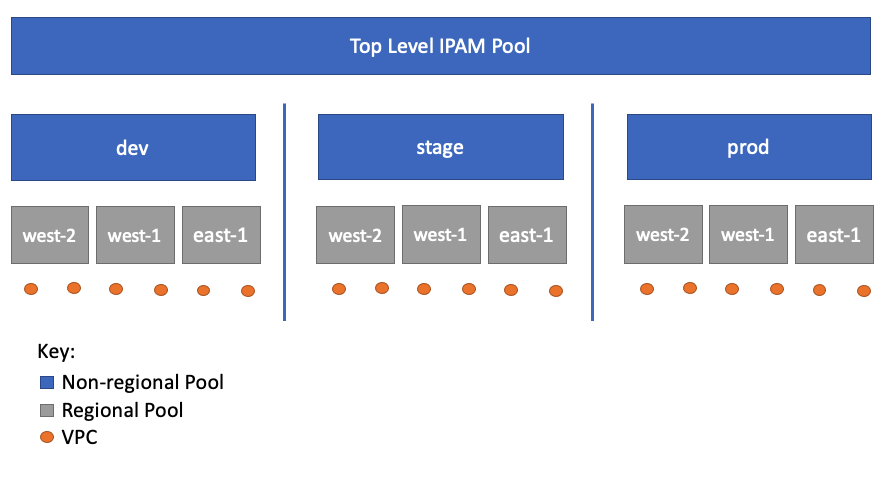 Top Level IPAM Pool
dev
stage
prod
west-2
west-1
east-1
west-2
west-1
east-1
west-2
west-1
east-1
Key:
Non-regional Pool
Regional Pool
VPC